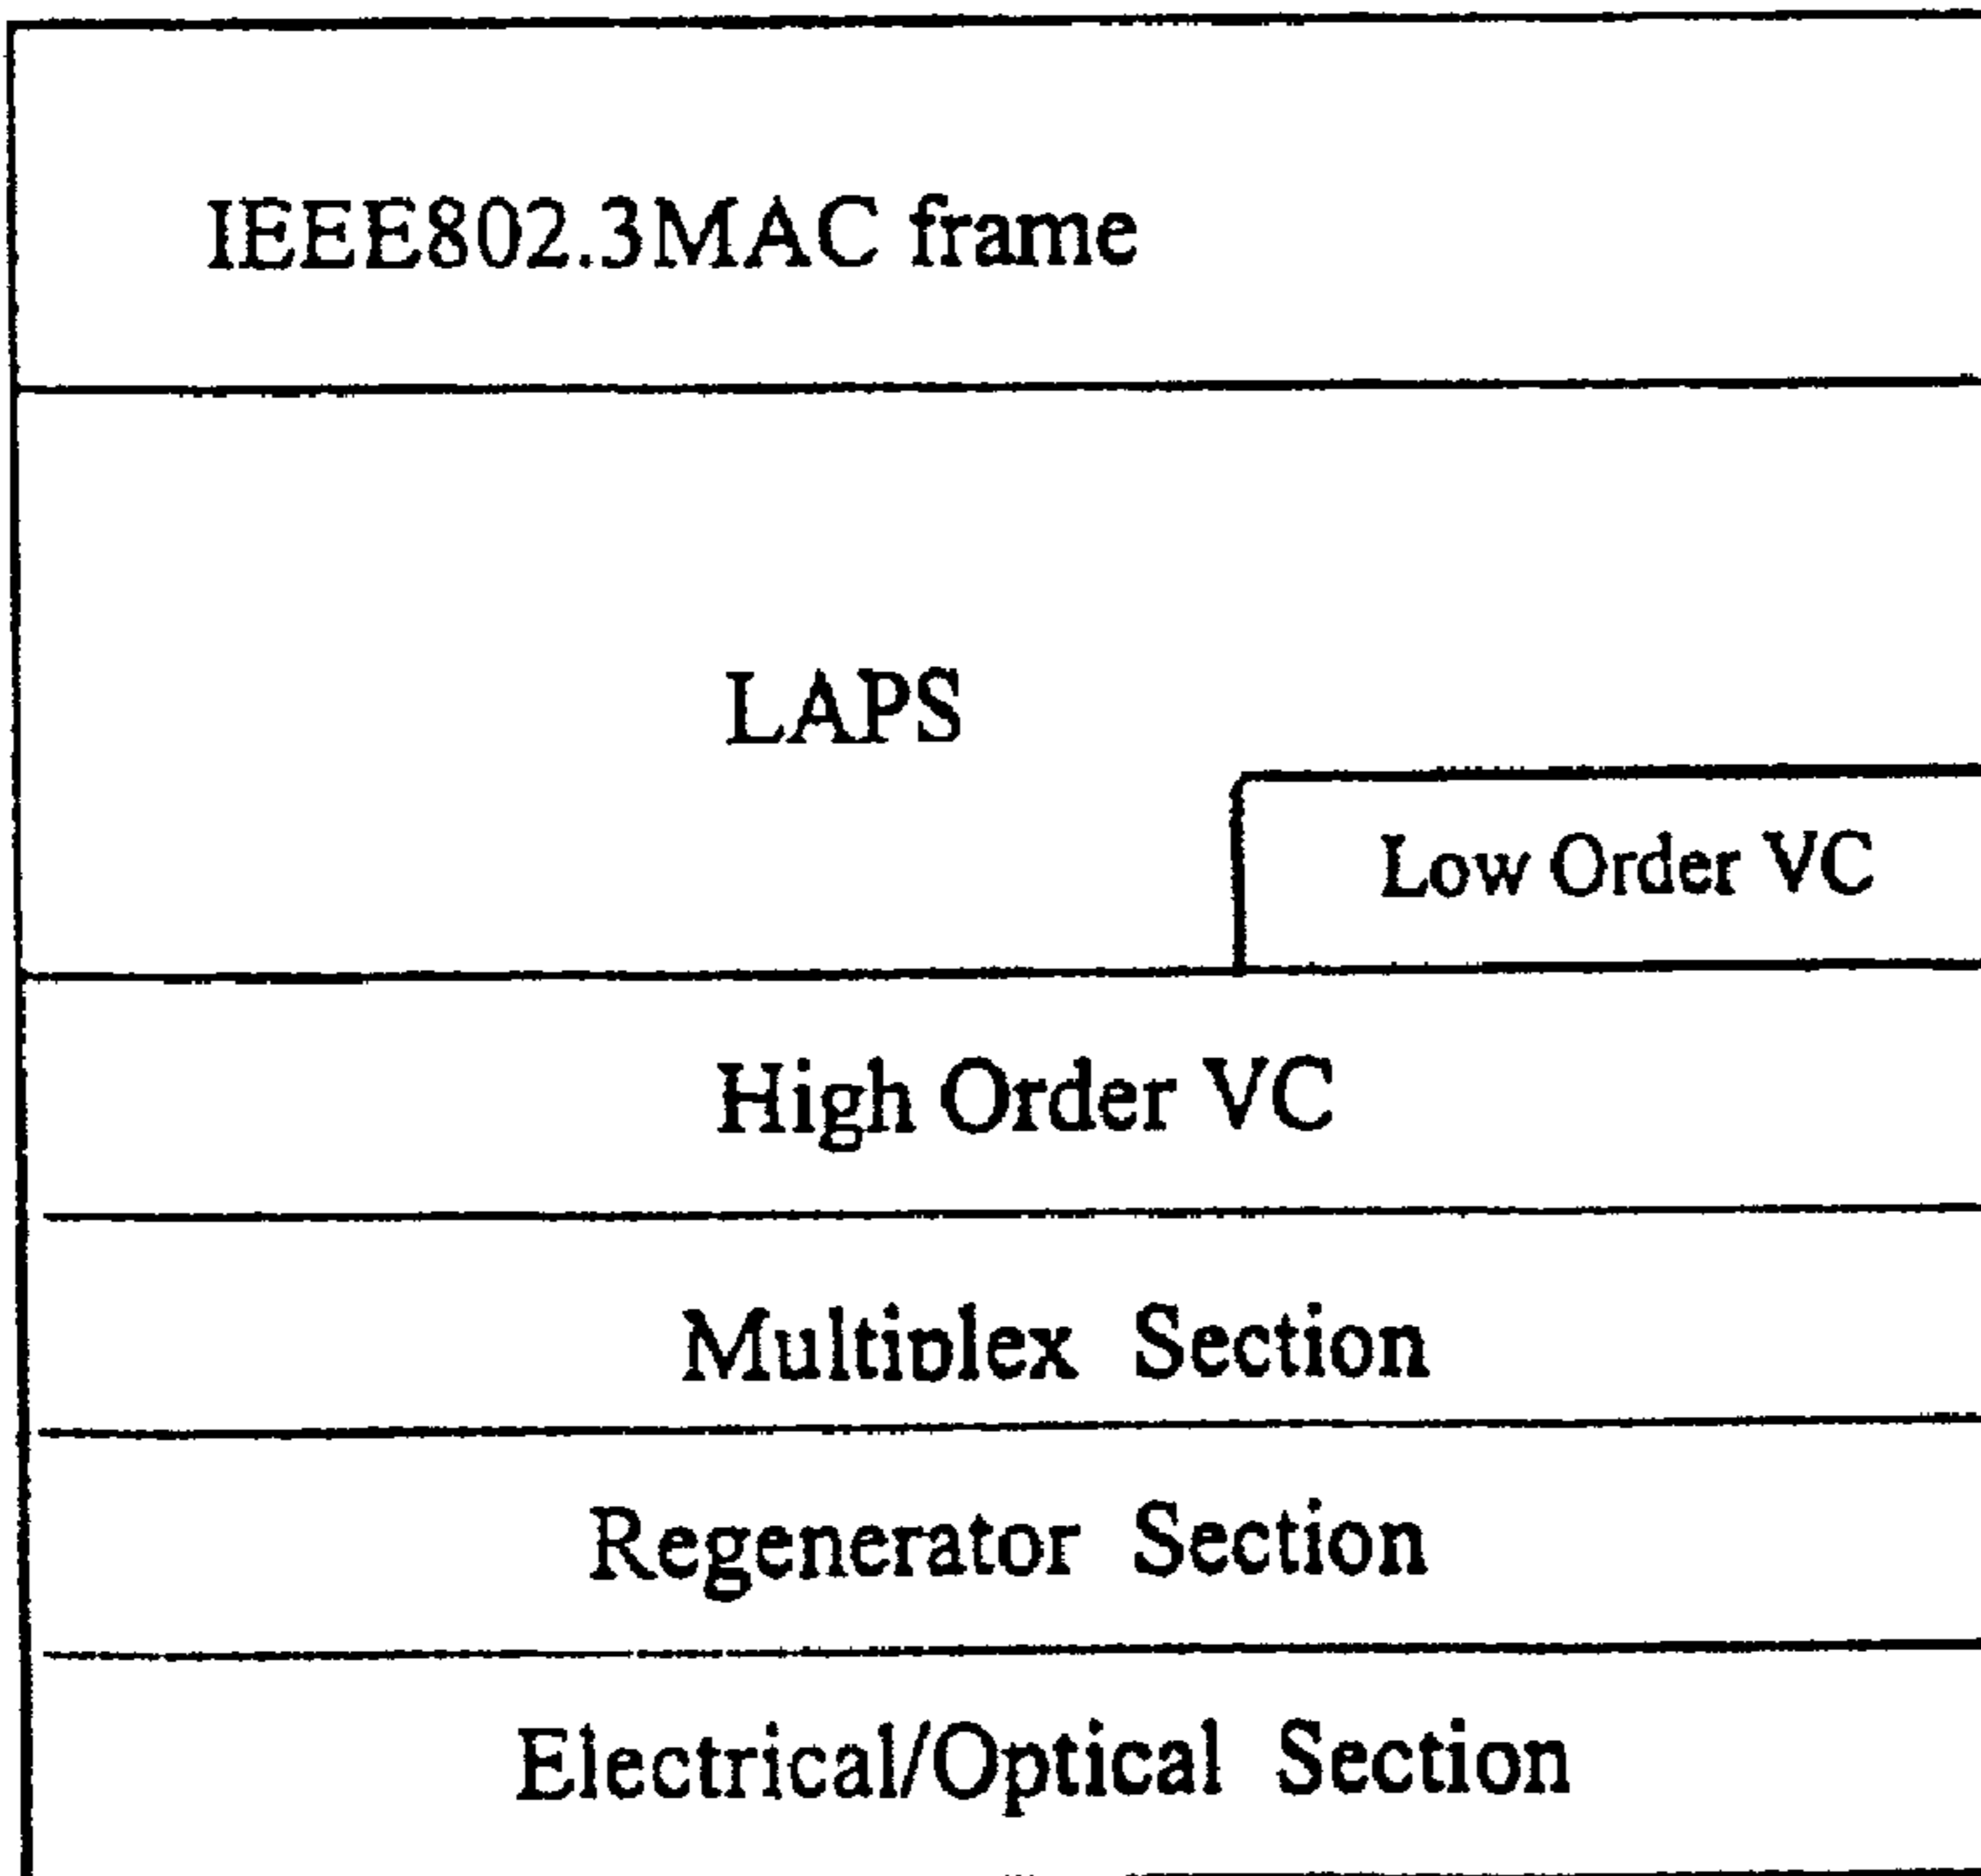 IEEE802.3MAC frame
LAPS
Low Order VC
High Order VC
Multiplex Section
Regenerator Section
Electrical/Optical Section